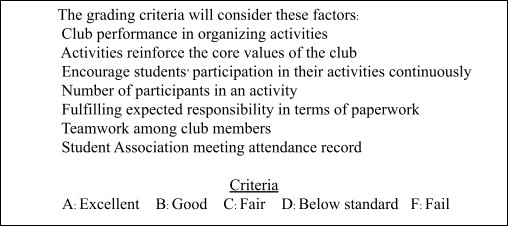 The grading criteria will consider these factors:
Club performance in organizing activities
Activities reinforce the core values of the club
Encourage students' participation in their activities continuously
Number of participants in an activity
Fulfilling expected responsibility in terms of paperwork
Teamwork among club members
Student Association meeting attendance record
Criteria
A: Excellent B: Good C: Fair D: Below standard F: Fail